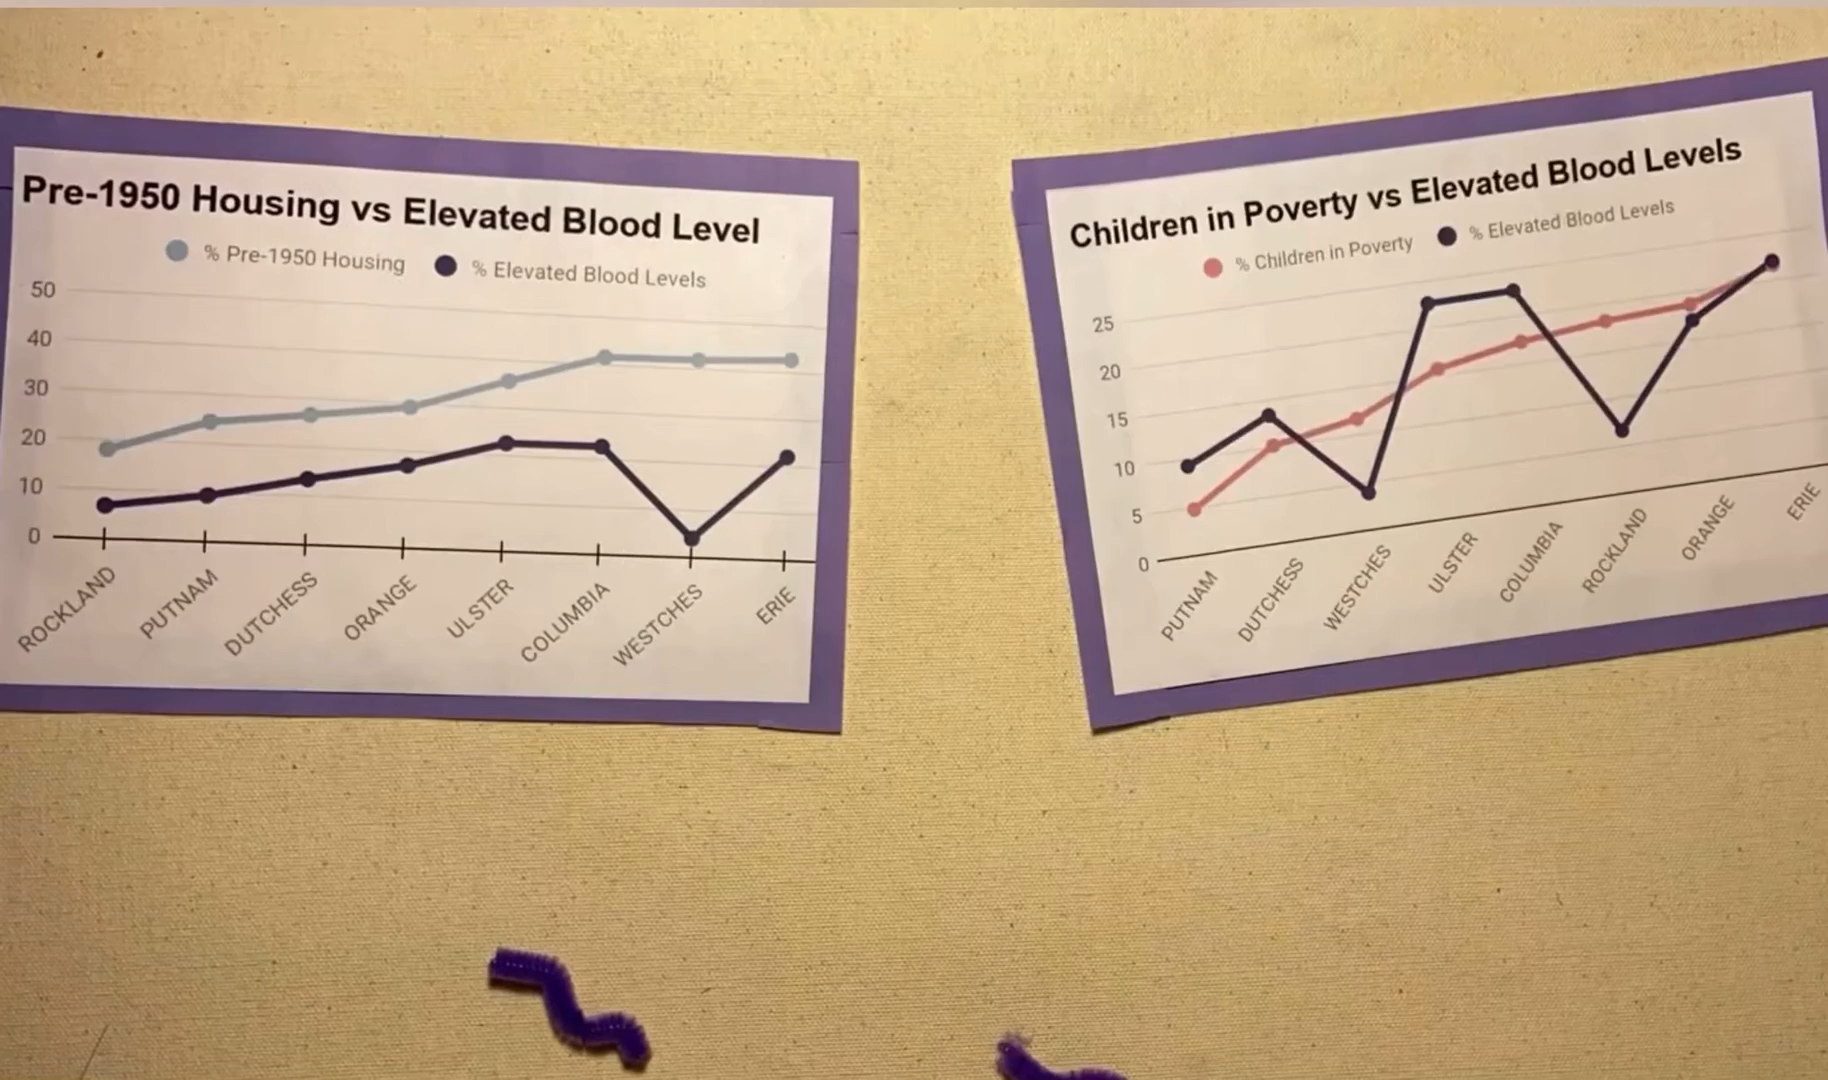 Pre-1950 Housing vs Elevated Blood Level
% Pre-1950 Housing % Elevated Blood Levels
50
40
30
20
10
0
ROCKLAND
PUTNAM
DUTCHESS
ORANGE
ULSTER
COLUMBIA
WESTCHES
ERIE
Children in Poverty vs Elevated Blood Levels
% Children in Poverty % Elevated Blood Levels
25
20
15
10
5
0
PUTNAM
DUTCHESS
WESTCHES
ULSTER
COLUMBIA
ROCKLAND
ORANGE
ERIE